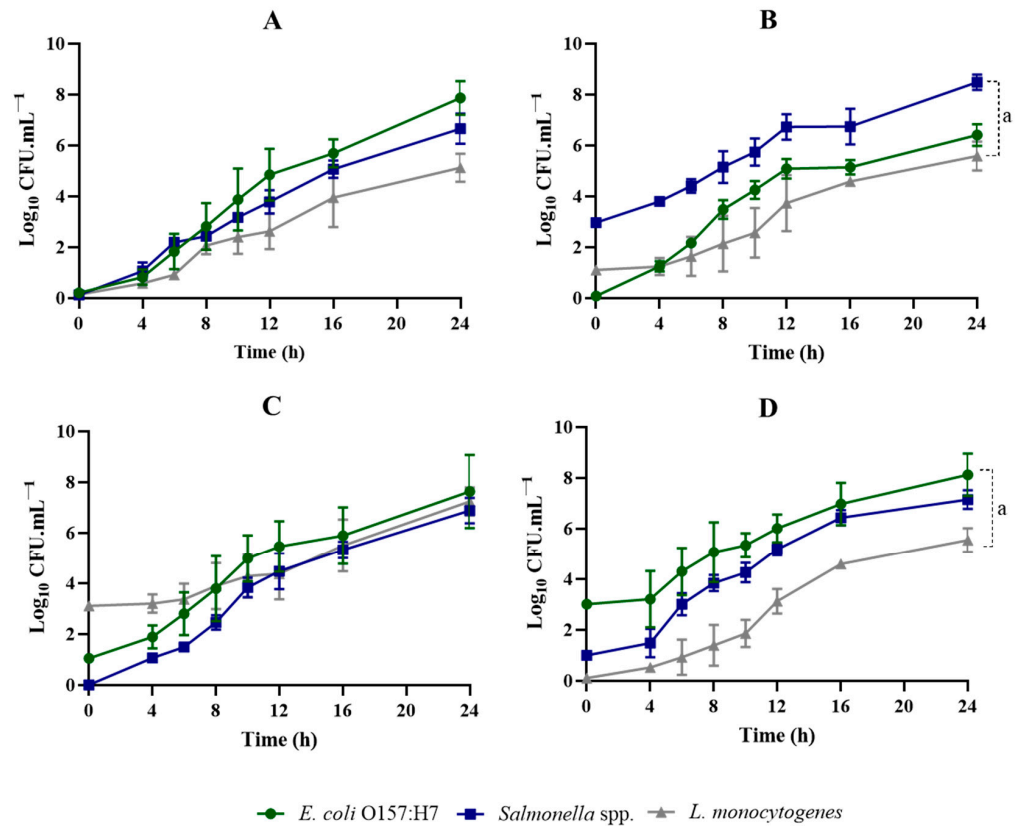 A
B
Log10 CFU.mL−1
10
8
6
4
2
0
0 4 8 12 16 20 24
Time (h)
Log10 CFU.mL−1
10
8
6
4
2
0
0 4 8 12 16 20 24
Time (h)
a
C
D
Log10 CFU.mL−1
10
8
6
4
2
0
0 4 8 12 16 20 24
Time (h)
Log10 CFU.mL−1
10
8
6
4
2
0
0 4 8 12 16 20 24
Time (h)
a
E. coli O157:H7 Salmonella spp. L. monocytogenes